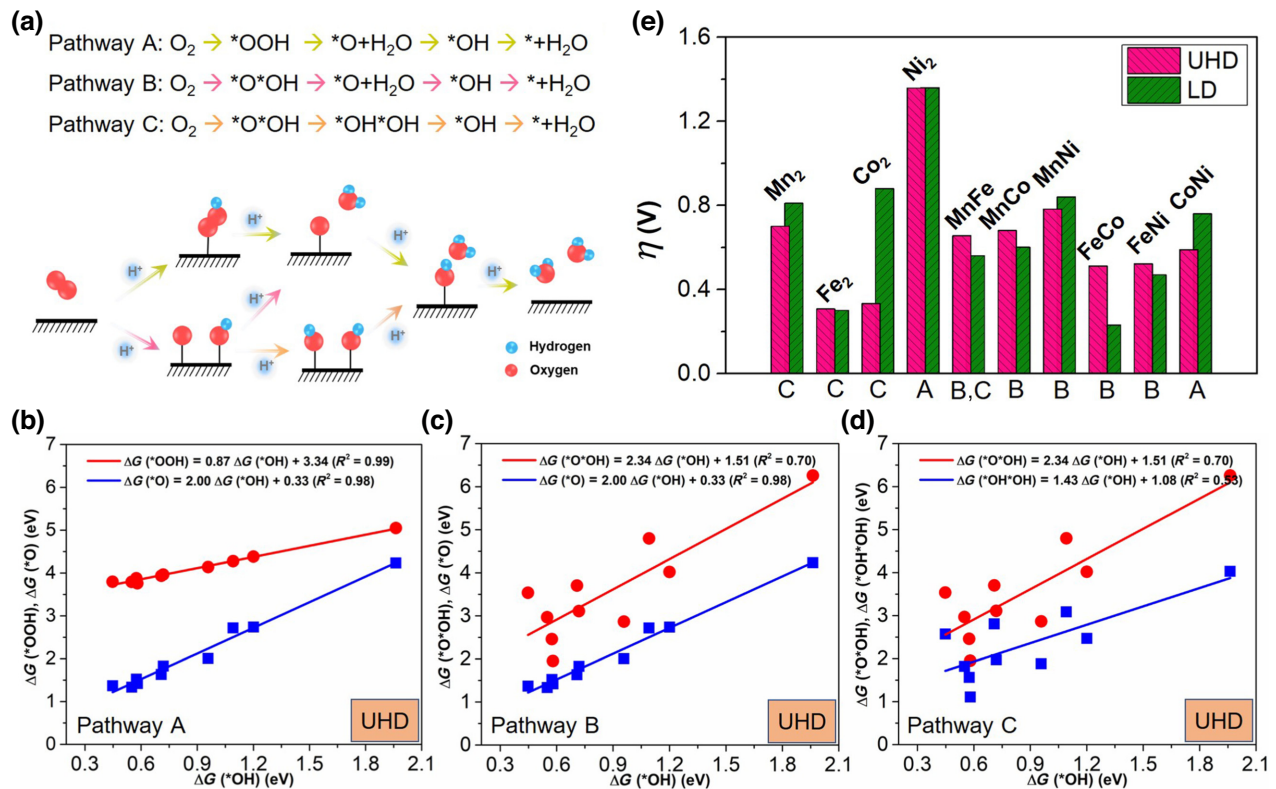 (a)
Pathway A: O₂ → *OOH → *O+H₂O → *OH → *+H₂O
Pathway B: O₂ → *O*OH → *O+H₂O → *OH → *+H₂O
Pathway C: O₂ → *O*OH → *OH*OH → *OH → *+H₂O
H⁺
H⁺
H⁺
H⁺
H⁺
H⁺
H⁺
H⁺
Hydrogen
Oxygen
(e)
η (V)
1.6
1.2
0.8
0.4
0.0
UHD
LD
Mn₂
Fe₂
Co₂
Ni₂
MnFe
MnCo
MnNi
FeCo
FeNi
CoNi
C C C A B,C B B B B A
(b)
ΔG (*OOH), ΔG (*O) (eV)
7
6
5
4
3
2
1
0
ΔG (*OOH) = 0.87 ΔG (*OH) + 3.34 (R² = 0.99)
ΔG (*O) = 2.00 ΔG (*OH) + 0.33 (R² = 0.98)
Pathway A
UHD
0.3 0.6 0.9 1.2 1.5 1.8 2.1
ΔG (*OH) (eV)
(c)
ΔG (*O*OH), ΔG (*O) (eV)
7
6
5
4
3
2
1
0
ΔG (*O*OH) = 2.34 ΔG (*OH) + 1.51 (R² = 0.70)
ΔG (*O) = 2.00 ΔG (*OH) + 0.33 (R² = 0.98)
Pathway B
UHD
0.3 0.6 0.9 1.2 1.5 1.8 2.1
ΔG (*OH) (eV)
(d)
ΔG (*O*OH), ΔG (*OH*OH) (eV)
7
6
5
4
3
2
1
0
ΔG (*O*OH) = 2.34 ΔG (*OH) + 1.51 (R² = 0.70)
ΔG (*OH*OH) = 1.43 ΔG (*OH) + 1.08 (R² = 0.53)
Pathway C
UHD
0.3 0.6 0.9 1.2 1.5 1.8 2.1
ΔG (*OH) (eV)